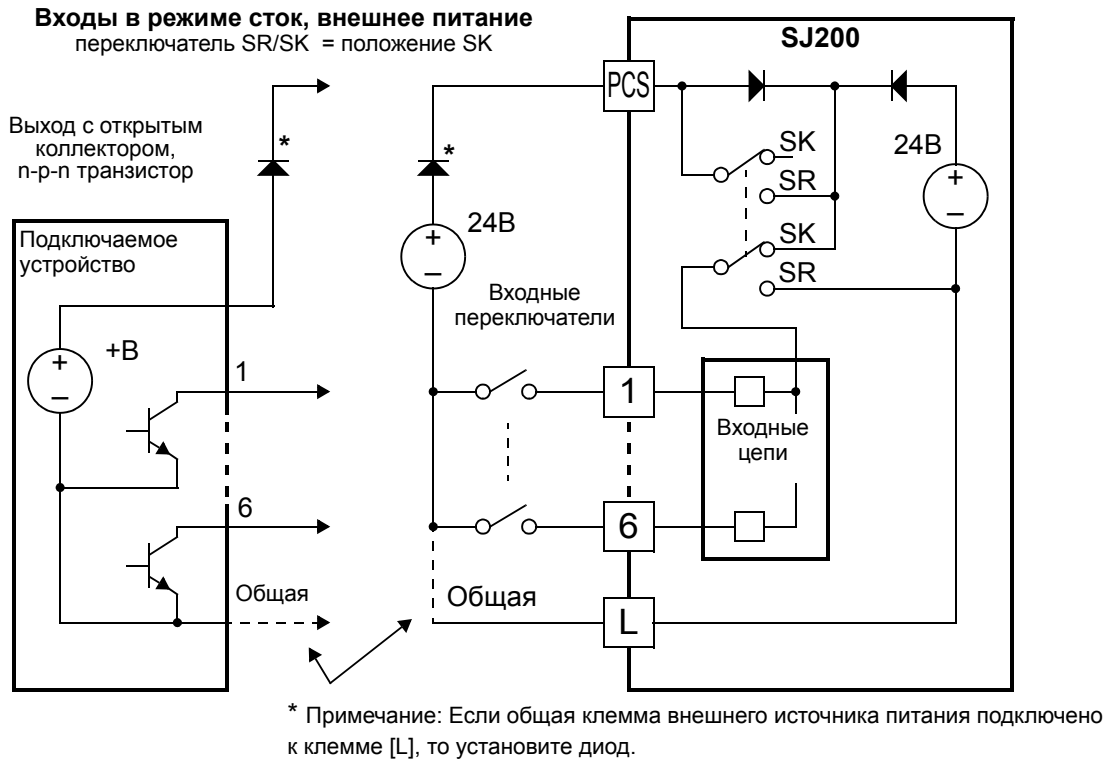 Входы в режиме сток, внешнее питание
переключатель SR/SK = положение SK
SJ200
PCS
Выход с открытым
коллектором,
n-p-n транзистор
*
*
SK
SR
24В
+
–
SK
SR
24В
+
–
Подключаемое
устройство
Входные
переключатели
+В
+
–
1
1
Входные
цепи
6
6
Общая
Общая
L
* Примечание: Если общая клемма внешнего источника питания подключено
к клемме [L], то установите диод.